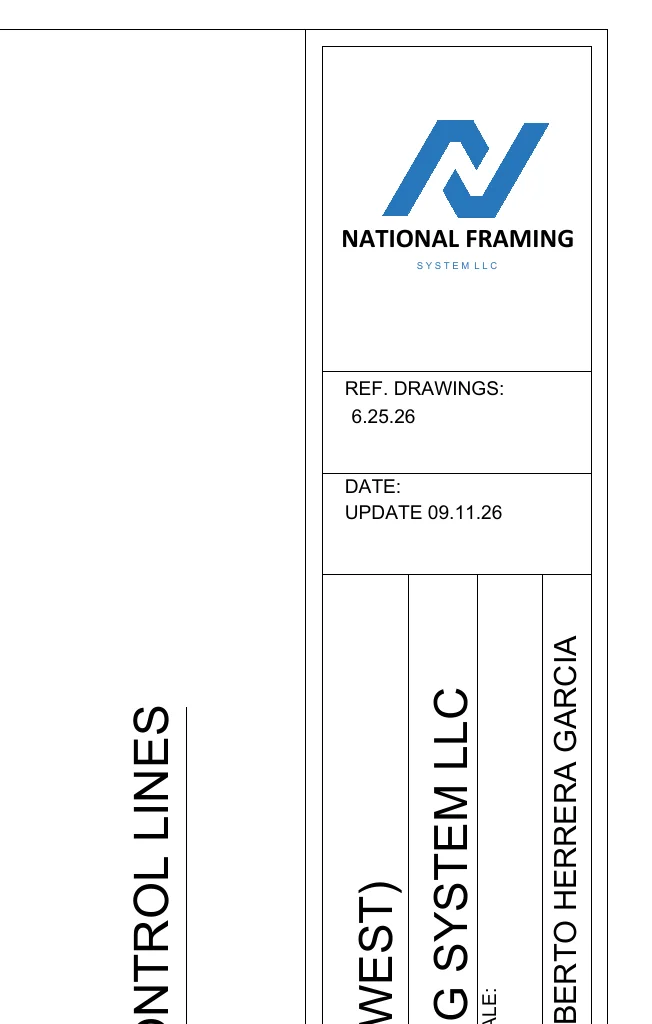 NATIONAL FRAMING
SYSTEM LLC
REF. DRAWINGS:
6.25.26
DATE:
UPDATE 09.11.26
ONTROL LINES
WEST)
G SYSTEM LLC
ALE:
BERTO HERRERA GARCIA